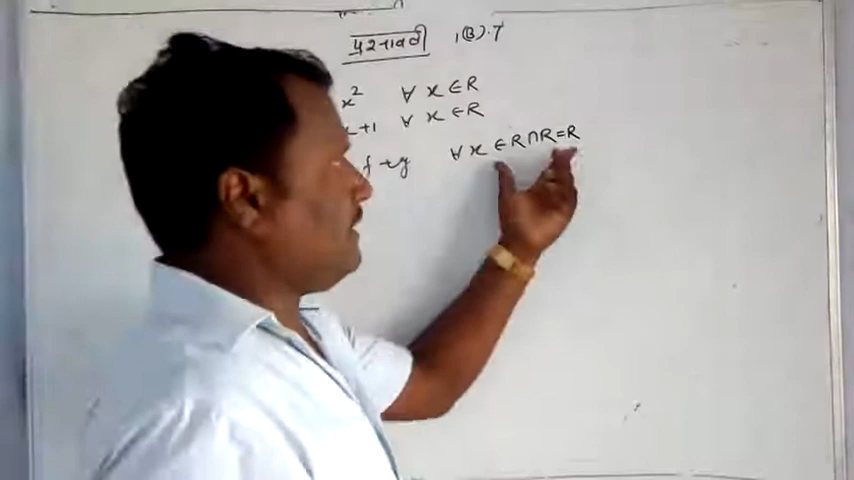 प्रश्नावली 1(B).7
x² ∀ x ∈ R
x+1 ∀ x ∈ R
f+g ∀ x ∈ R∩R=R